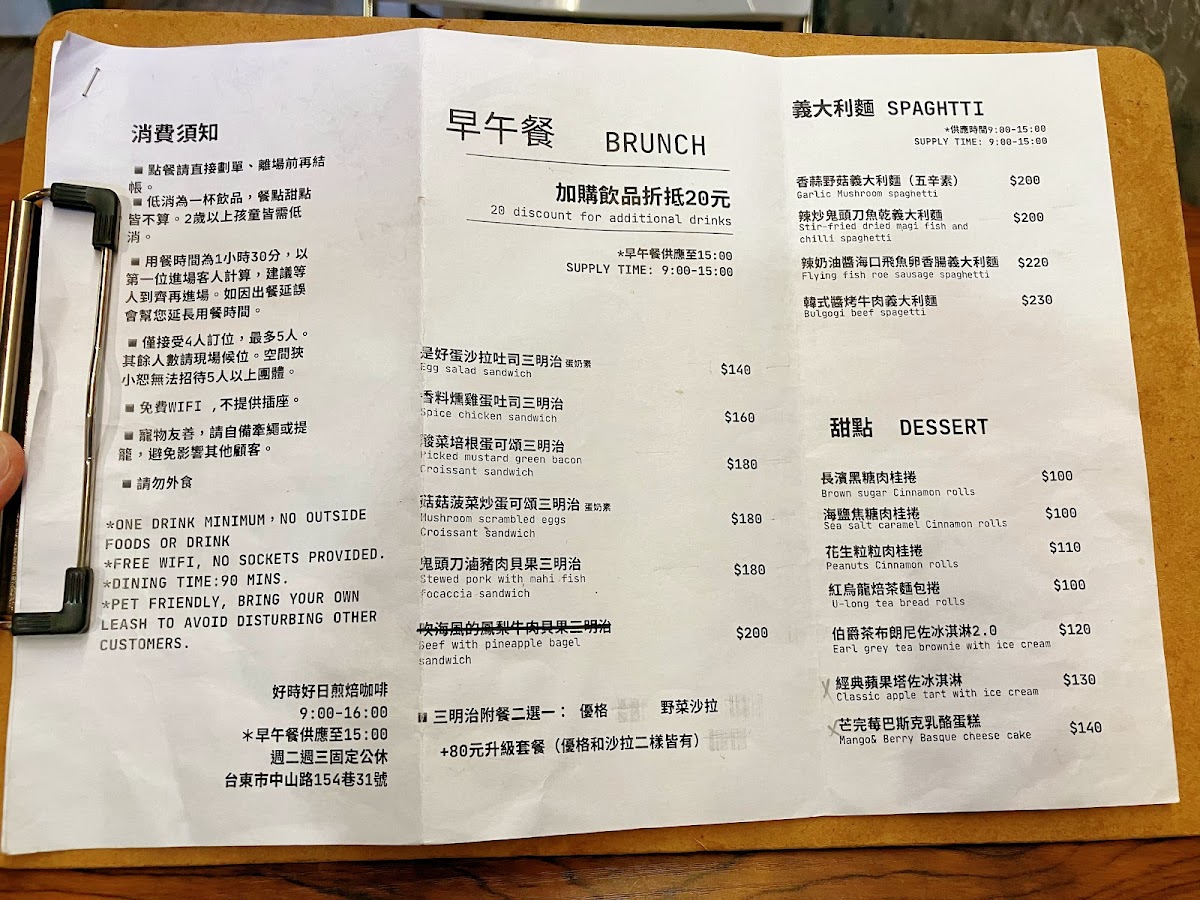 消費須知
▪點餐請直接劃單、離場前再結
帳。
▪低消為一杯飲品，餐點甜點
皆不算。2歲以上孩童皆需低
消。
▪用餐時間為1小時30分，以
第一位進場客人計算，建議等
人到齊再進場。如因出餐延誤
會幫您延長用餐時間。
▪僅接受4人訂位，最多5人。
其餘人數請現場候位。空間狹
小恕無法招待5人以上團體。
▪免費WIFI ,不提供插座。
▪寵物友善，請自備牽繩或提
籠，避免影響其他顧客。
▪請勿外食
*ONE DRINK MINIMUM，NO OUTSIDE
FOODS OR DRINK
*FREE WIFI, NO SOCKETS PROVIDED.
*DINING TIME:90 MINS.
*PET FRIENDLY, BRING YOUR OWN
LEASH TO AVOID DISTURBING OTHER
CUSTOMERS.
好時好日煎焙咖啡
9:00-16:00
＊早午餐供應至15:00
週二週三固定公休
台東市中山路154巷31號
早午餐 BRUNCH
加購飲品折抵20元
20 discount for additional drinks
*早午餐供應至15:00
SUPPLY TIME: 9:00-15:00
是好蛋沙拉吐司三明治 蛋奶素
Egg salad sandwich $140
香料燻雞蛋吐司三明治
Spice chicken sandwich $160
酸菜培根蛋可頌三明治
Picked mustard green bacon $180
Croissant sandwich
菇菇菠菜炒蛋可頌三明治 蛋奶素
Mushroom scrambled eggs $180
Croissant sandwich
鬼頭刀滷豬肉貝果三明治
Stewed pork with mahi fish $180
focaccia sandwich
吹海風的鳳梨牛肉貝果三明治
Beef with pineapple bagel $200
sandwich
三明治附餐二選一： 優格 野菜沙拉
+80元升級套餐（優格和沙拉二樣皆有）
義大利麵 SPAGHTTI
*供應時間9:00-15:00
SUPPLY TIME: 9:00-15:00
香蒜野菇義大利麵（五辛素） $200
Garlic Mushroom spaghetti
辣炒鬼頭刀魚乾義大利麵 $200
Stir-fried dried magi fish and
chilli spaghetti
辣奶油醬海口飛魚卵香腸義大利麵 $220
Flying fish roe sausage spaghetti
韓式醬烤牛肉義大利麵 $230
Bulgogi beef spagetti
甜點 DESSERT
長濱黑糖肉桂捲 $100
Brown sugar Cinnamon rolls
海鹽焦糖肉桂捲 $100
Sea salt caramel Cinnamon rolls
花生粒粒肉桂捲 $110
Peanuts Cinnamon rolls
紅烏龍焙茶麵包捲 $100
U-long tea bread rolls
伯爵茶布朗尼佐冰淇淋2.0 $120
Earl grey tea brownie with ice cream
經典蘋果塔佐冰淇淋 $130
Classic apple tart with ice cream
芒完莓巴斯克乳酪蛋糕 $140
Mango& Berry Basque cheese cake